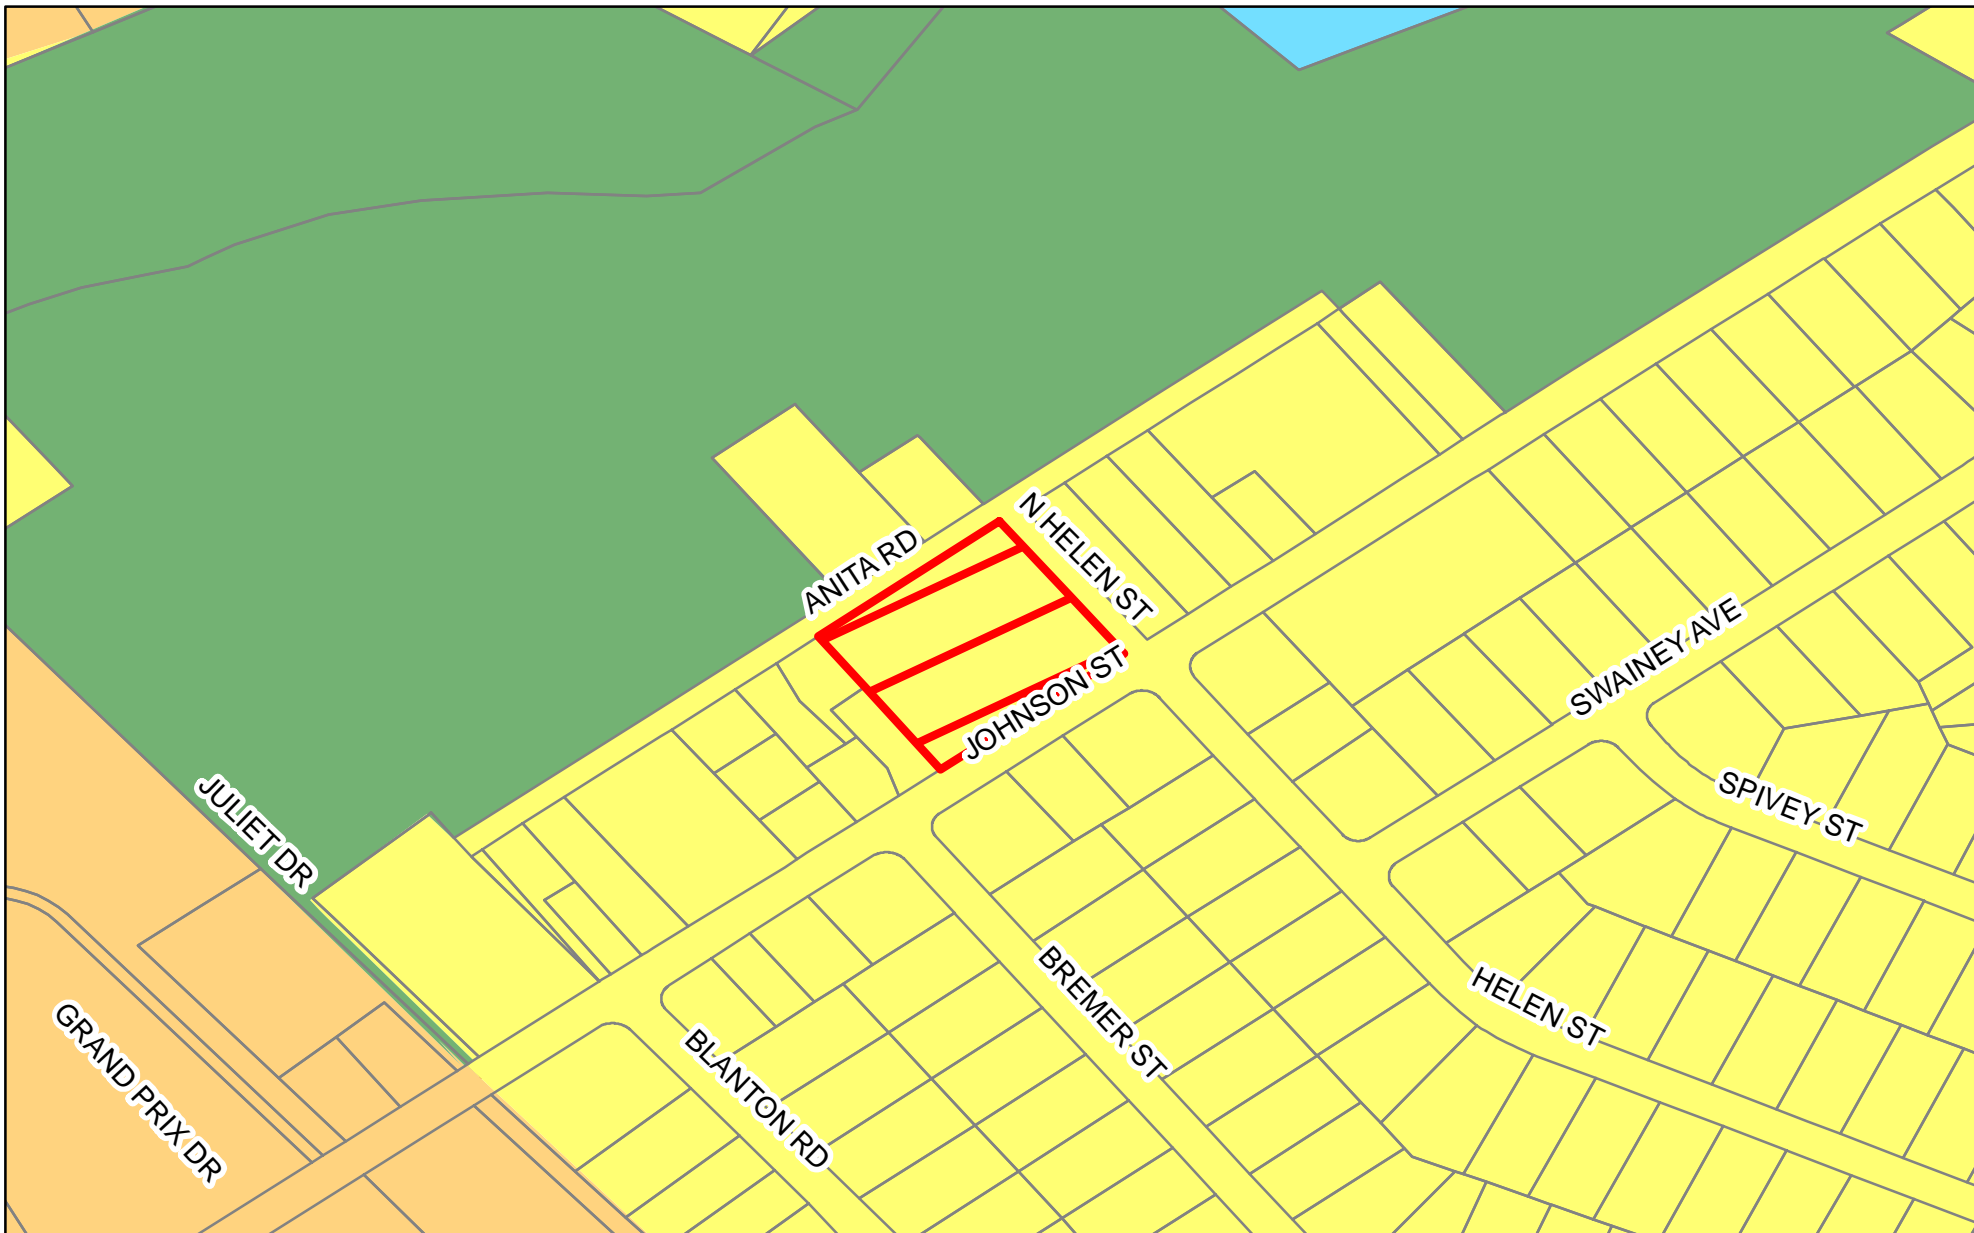 N HELEN ST
ANITA RD
JOHNSON ST
SWAINEY AVE
JULIET DR
SPIVEY ST
BREMER ST
HELEN ST
GRAND PRIX DR
BLANTON RD